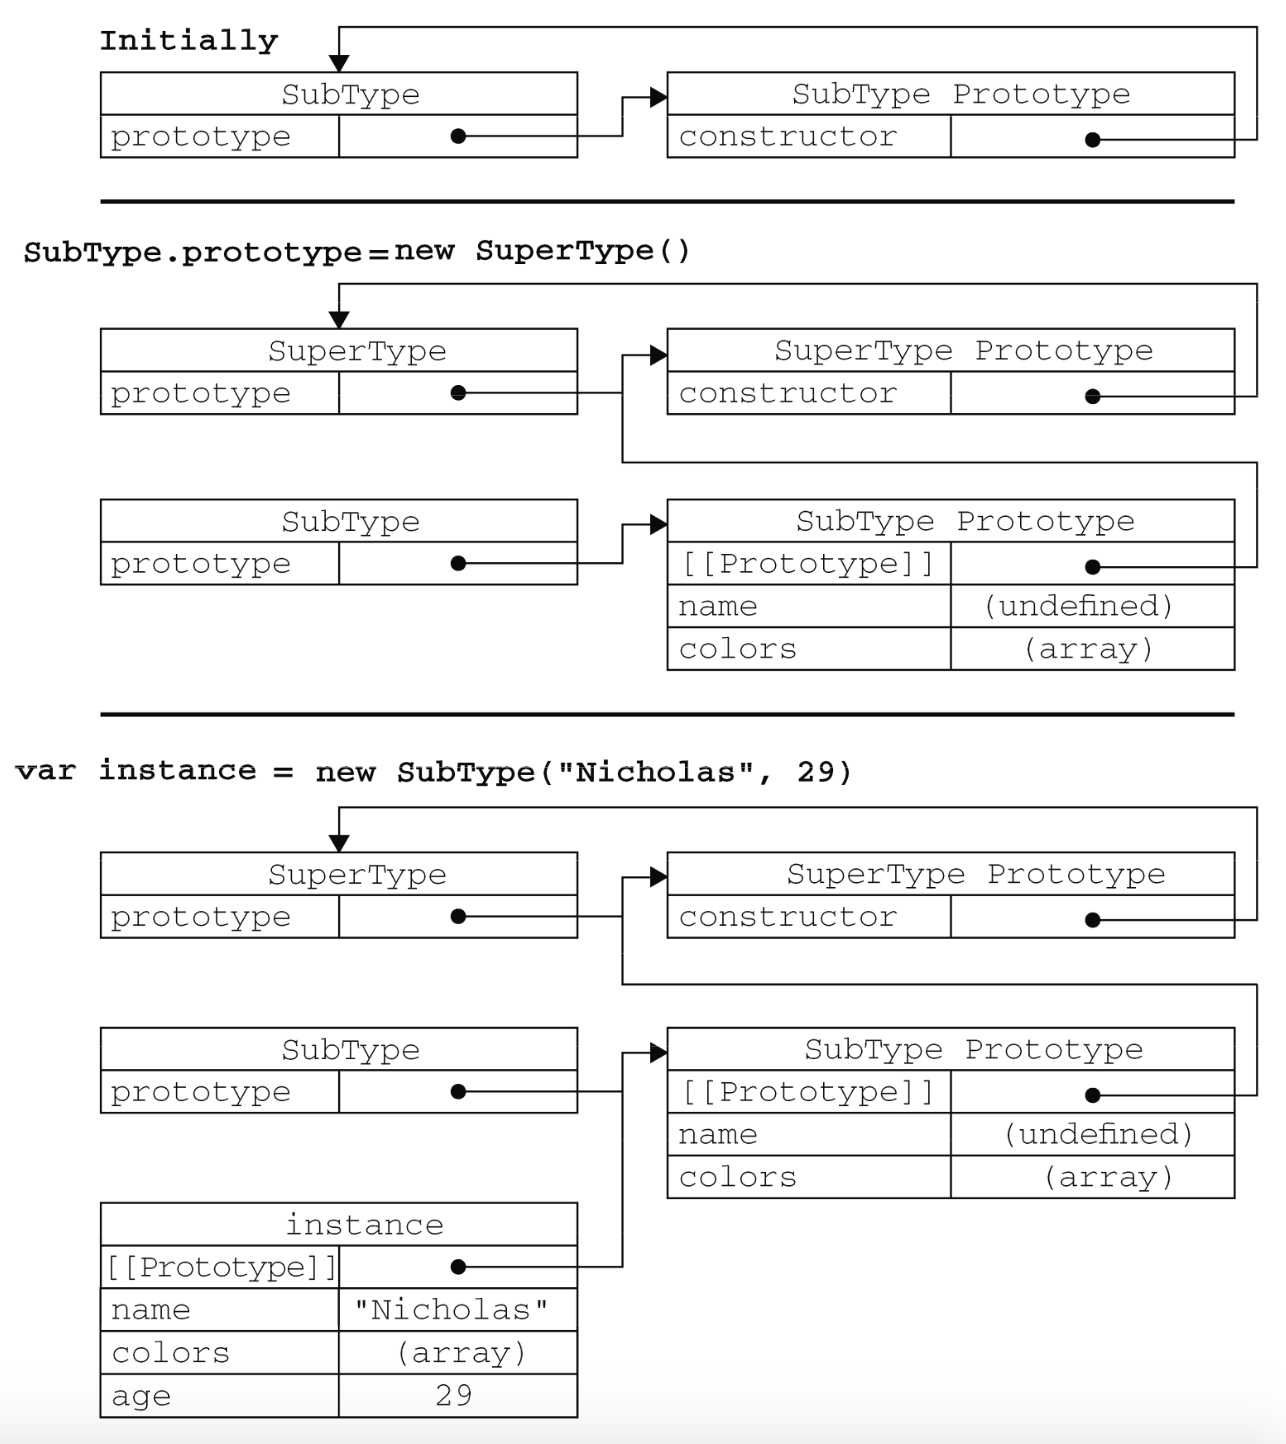 Initially
SubType
prototype
SubType Prototype
constructor
SubType.prototype=new SuperType()
SuperType
prototype
SuperType Prototype
constructor
SubType
prototype
SubType Prototype
[[Prototype]]
name (undefined)
colors (array)
var instance = new SubType("Nicholas", 29)
SuperType
prototype
SuperType Prototype
constructor
SubType
prototype
SubType Prototype
[[Prototype]]
name (undefined)
colors (array)
instance
[[Prototype]]
name "Nicholas"
colors (array)
age 29